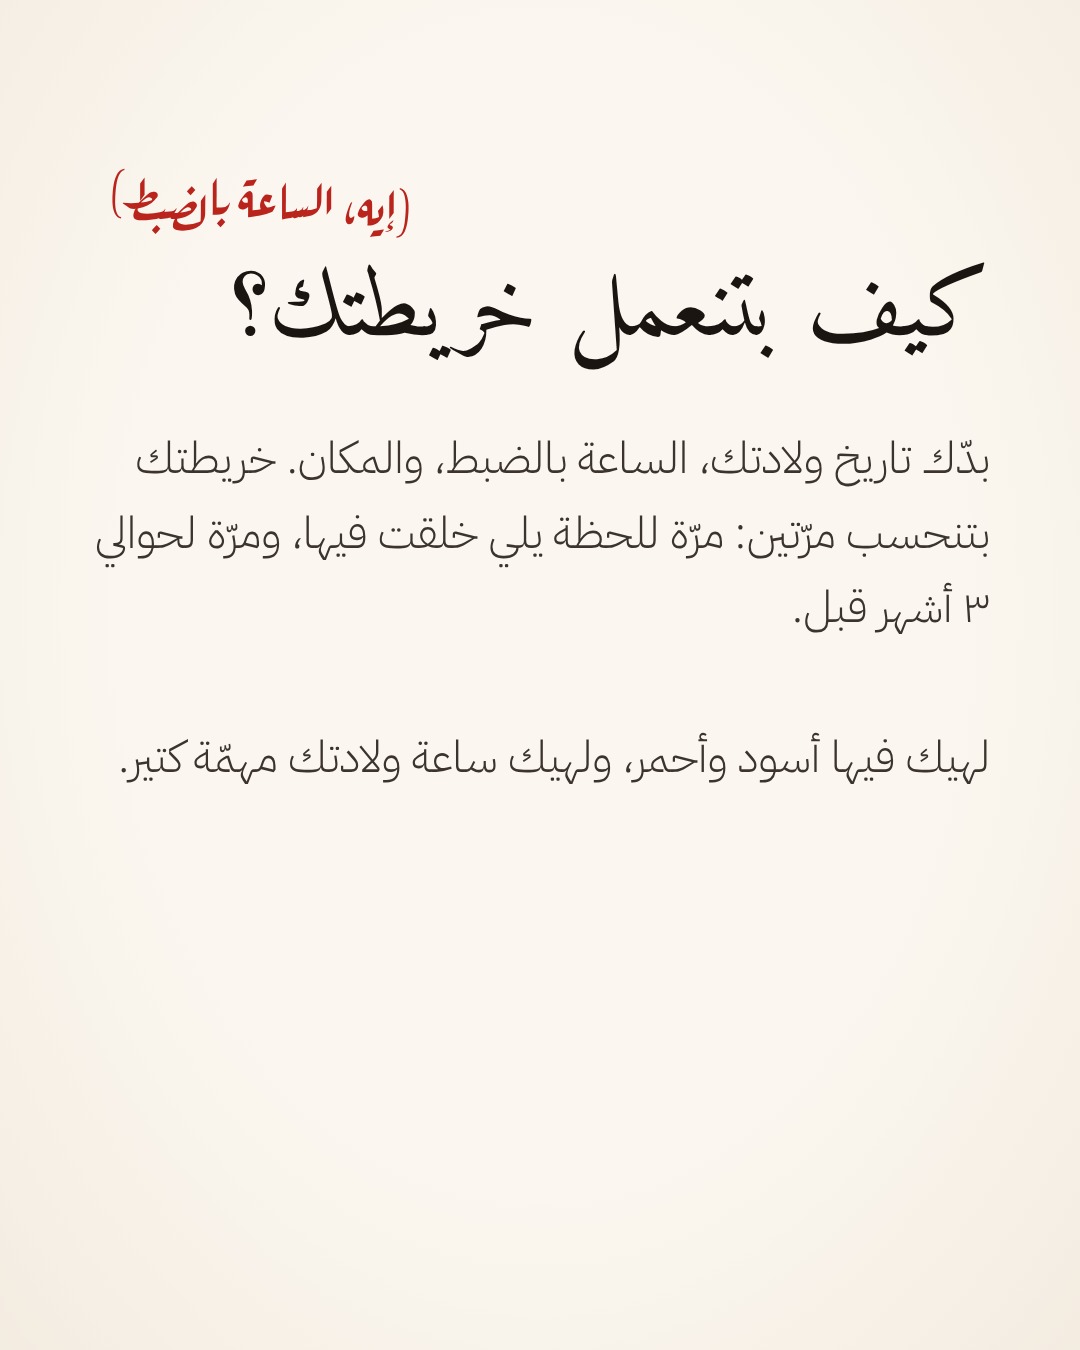 (إيه، الساعة بالضبط)
كيف بتنعمل خريطتك؟
بدّك تاريخ ولادتك، الساعة بالضبط، والمكان. خريطتك
بتنحسب مرّتين: مرّة للحظة يلي خلقت فيها، ومرّة لحوالي
٣ أشهر قبل.
لهيك فيها أسود وأحمر، ولهيك ساعة ولادتك مهمّة كتير.